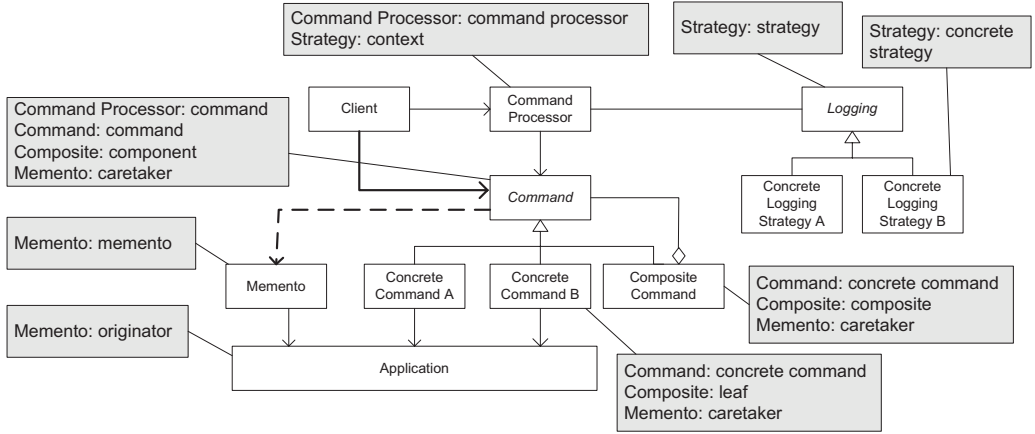 Command Processor: command processor
Strategy: context
Strategy: strategy
Strategy: concrete
strategy
Command Processor: command
Command: command
Composite: component
Memento: caretaker
Client
Command
Processor
Logging
Command
Concrete
Logging
Strategy A
Concrete
Logging
Strategy B
Memento: memento
Memento
Concrete
Command A
Concrete
Command B
Composite
Command
Command: concrete command
Composite: composite
Memento: caretaker
Memento: originator
Application
Command: concrete command
Composite: leaf
Memento: caretaker